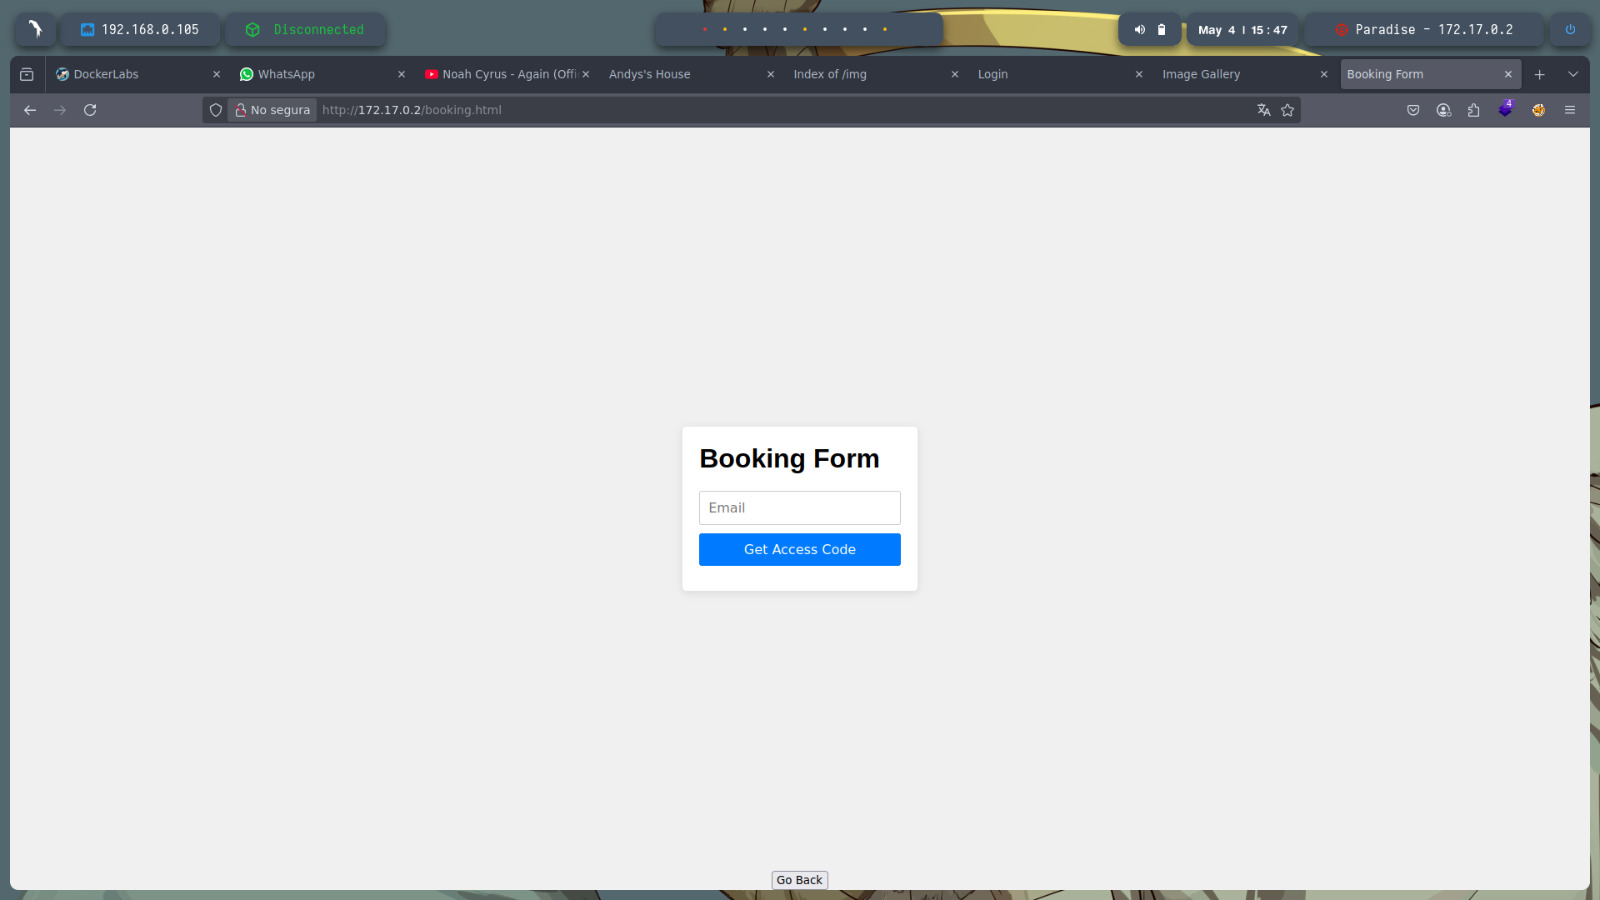 192.168.0.105
Disconnected
May 4 | 15:47
Paradise - 172.17.0.2
DockerLabs
WhatsApp
Noah Cyrus - Again (Offi
Andys's House
Index of /img
Login
Image Gallery
Booking Form
No segura
http://172.17.0.2/booking.html
4
Booking Form
Email
Get Access Code
Go Back